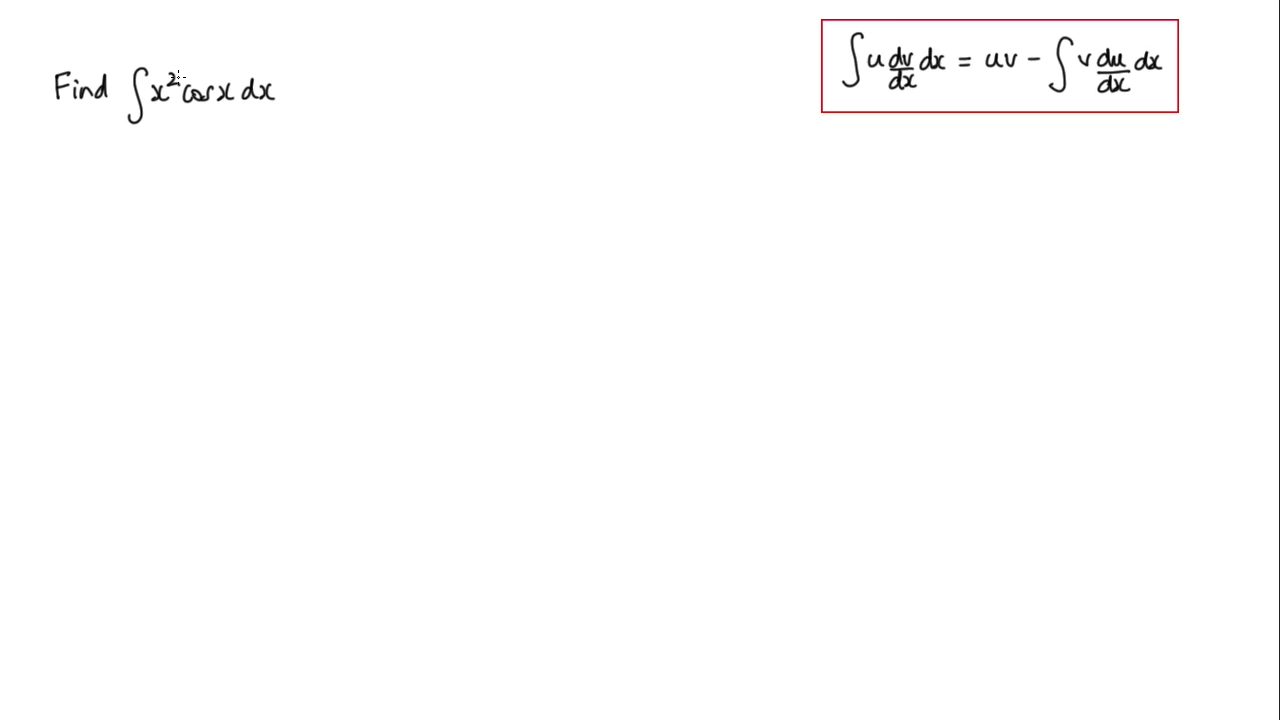 Find ∫x²cosx dx
∫u dv/dx dx = uv - ∫v du/dx dx